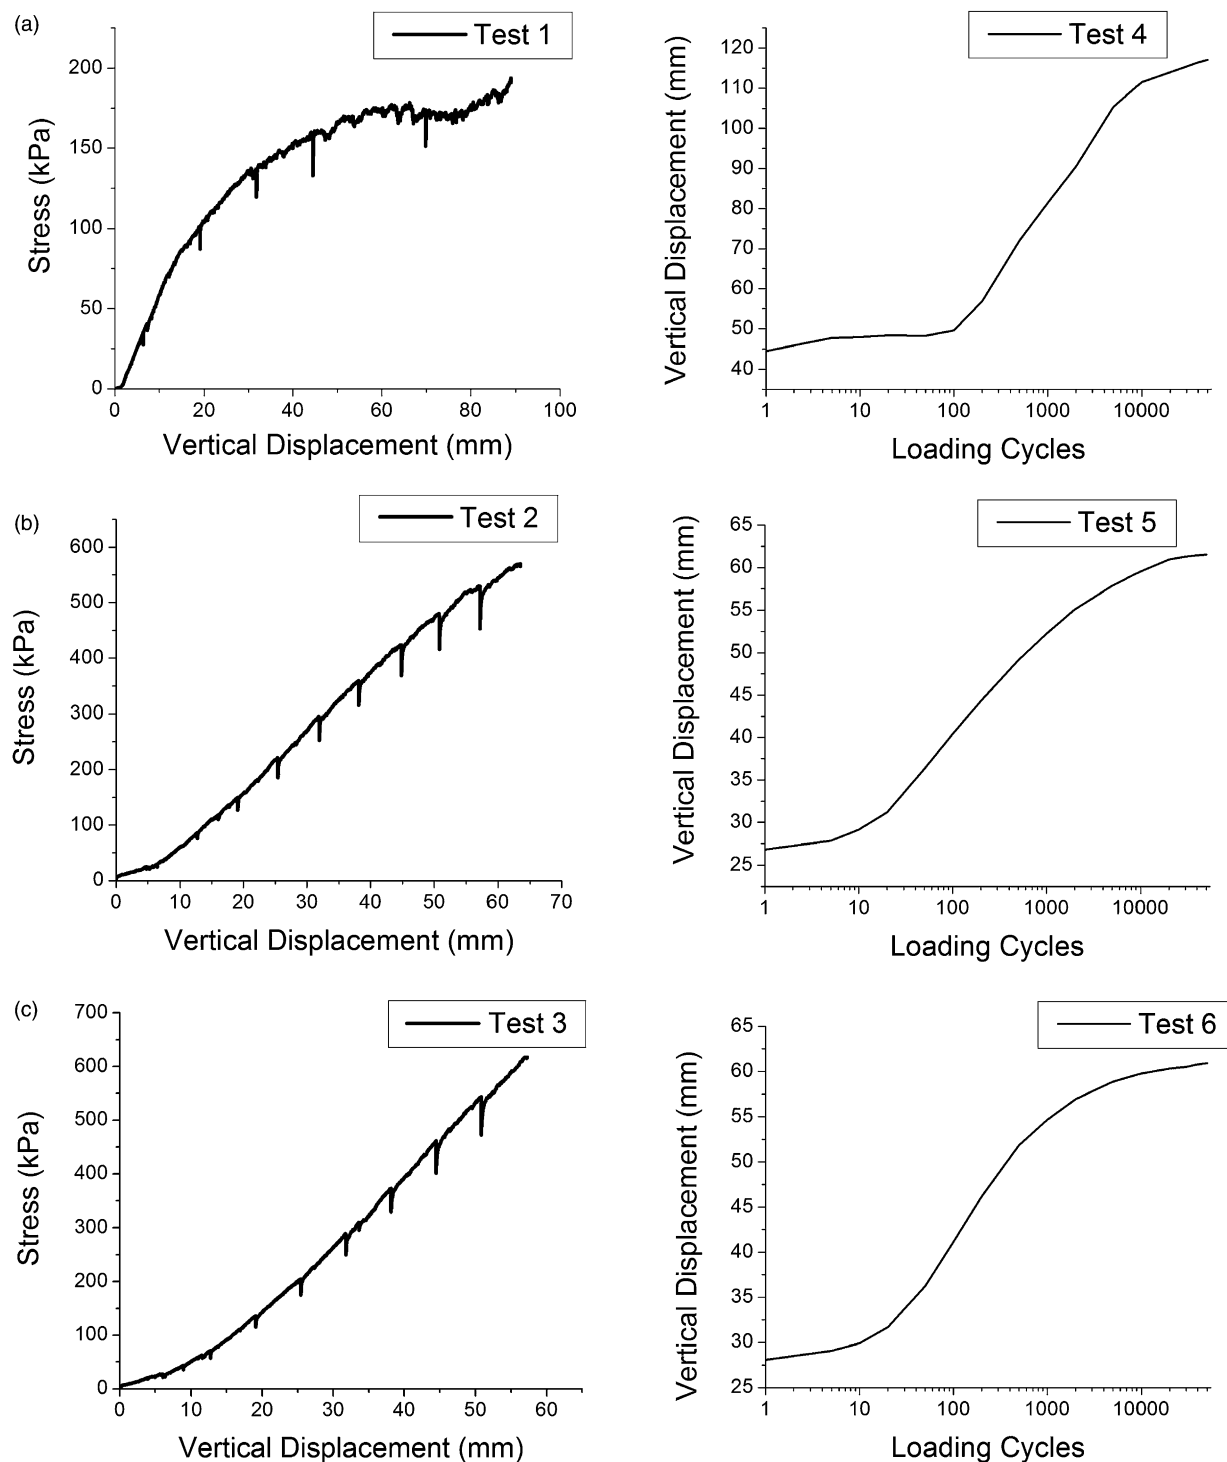 (a)
Test 1
Stress (kPa)
200
150
100
50
0
0 20 40 60 80 100
Vertical Displacement (mm)
Test 4
Vertical Displacement (mm)
120
110
100
90
80
70
60
50
40
1 10 100 1000 10000
Loading Cycles
(b)
Test 2
Stress (kPa)
600
500
400
300
200
100
0
0 10 20 30 40 50 60 70
Vertical Displacement (mm)
Test 5
Vertical Displacement (mm)
65
60
55
50
45
40
35
30
25
1 10 100 1000 10000
Loading Cycles
(c)
Test 3
Stress (kPa)
700
600
500
400
300
200
100
0
0 10 20 30 40 50 60
Vertical Displacement (mm)
Test 6
Vertical Displacement (mm)
65
60
55
50
45
40
35
30
25
1 10 100 1000 10000
Loading Cycles